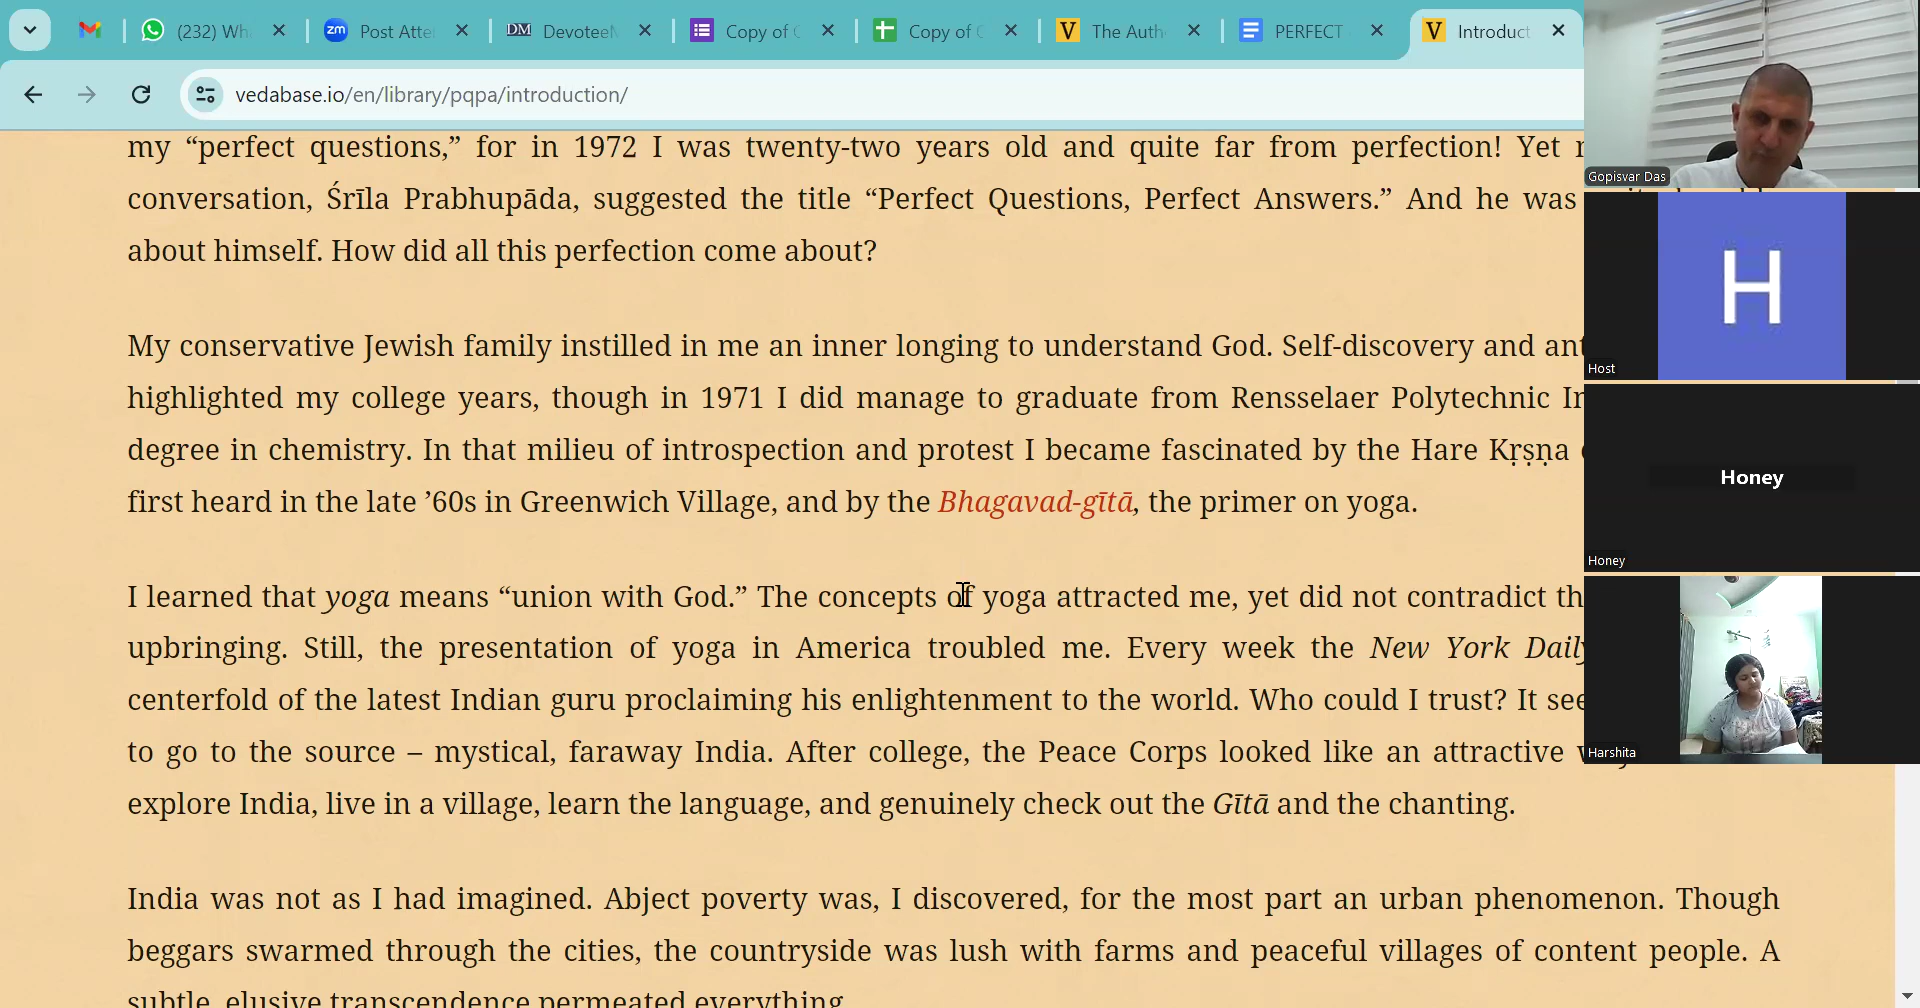 (232) Wh
Post Atte
DM DevoteeM
Copy of
Copy of
The Auth
PERFECT
Introduct
vedabase.io/en/library/pqpa/introduction/
my “perfect questions,” for in 1972 I was twenty-two years old and quite far from perfection! Yet
conversation, Śrīla Prabhupāda, suggested the title “Perfect Questions, Perfect Answers.” And he was
about himself. How did all this perfection come about?
My conservative Jewish family instilled in me an inner longing to understand God. Self-discovery and
highlighted my college years, though in 1971 I did manage to graduate from Rensselaer Polytechnic
degree in chemistry. In that milieu of introspection and protest I became fascinated by the Hare Kṛṣṇa
first heard in the late ’60s in Greenwich Village, and by the Bhagavad-gītā, the primer on yoga.
I learned that yoga means “union with God.” The concepts of yoga attracted me, yet did not contradict
upbringing. Still, the presentation of yoga in America troubled me. Every week the New York Daily
centerfold of the latest Indian guru proclaiming his enlightenment to the world. Who could I trust? It
to go to the source – mystical, faraway India. After college, the Peace Corps looked like an attractive
explore India, live in a village, learn the language, and genuinely check out the Gītā and the chanting.
India was not as I had imagined. Abject poverty was, I discovered, for the most part an urban phenomenon. Though
beggars swarmed through the cities, the countryside was lush with farms and peaceful villages of content people. A
subtle, elusive transcendence permeated everything.
Gopisvar Das
H
Host
Honey
Honey
Harshita